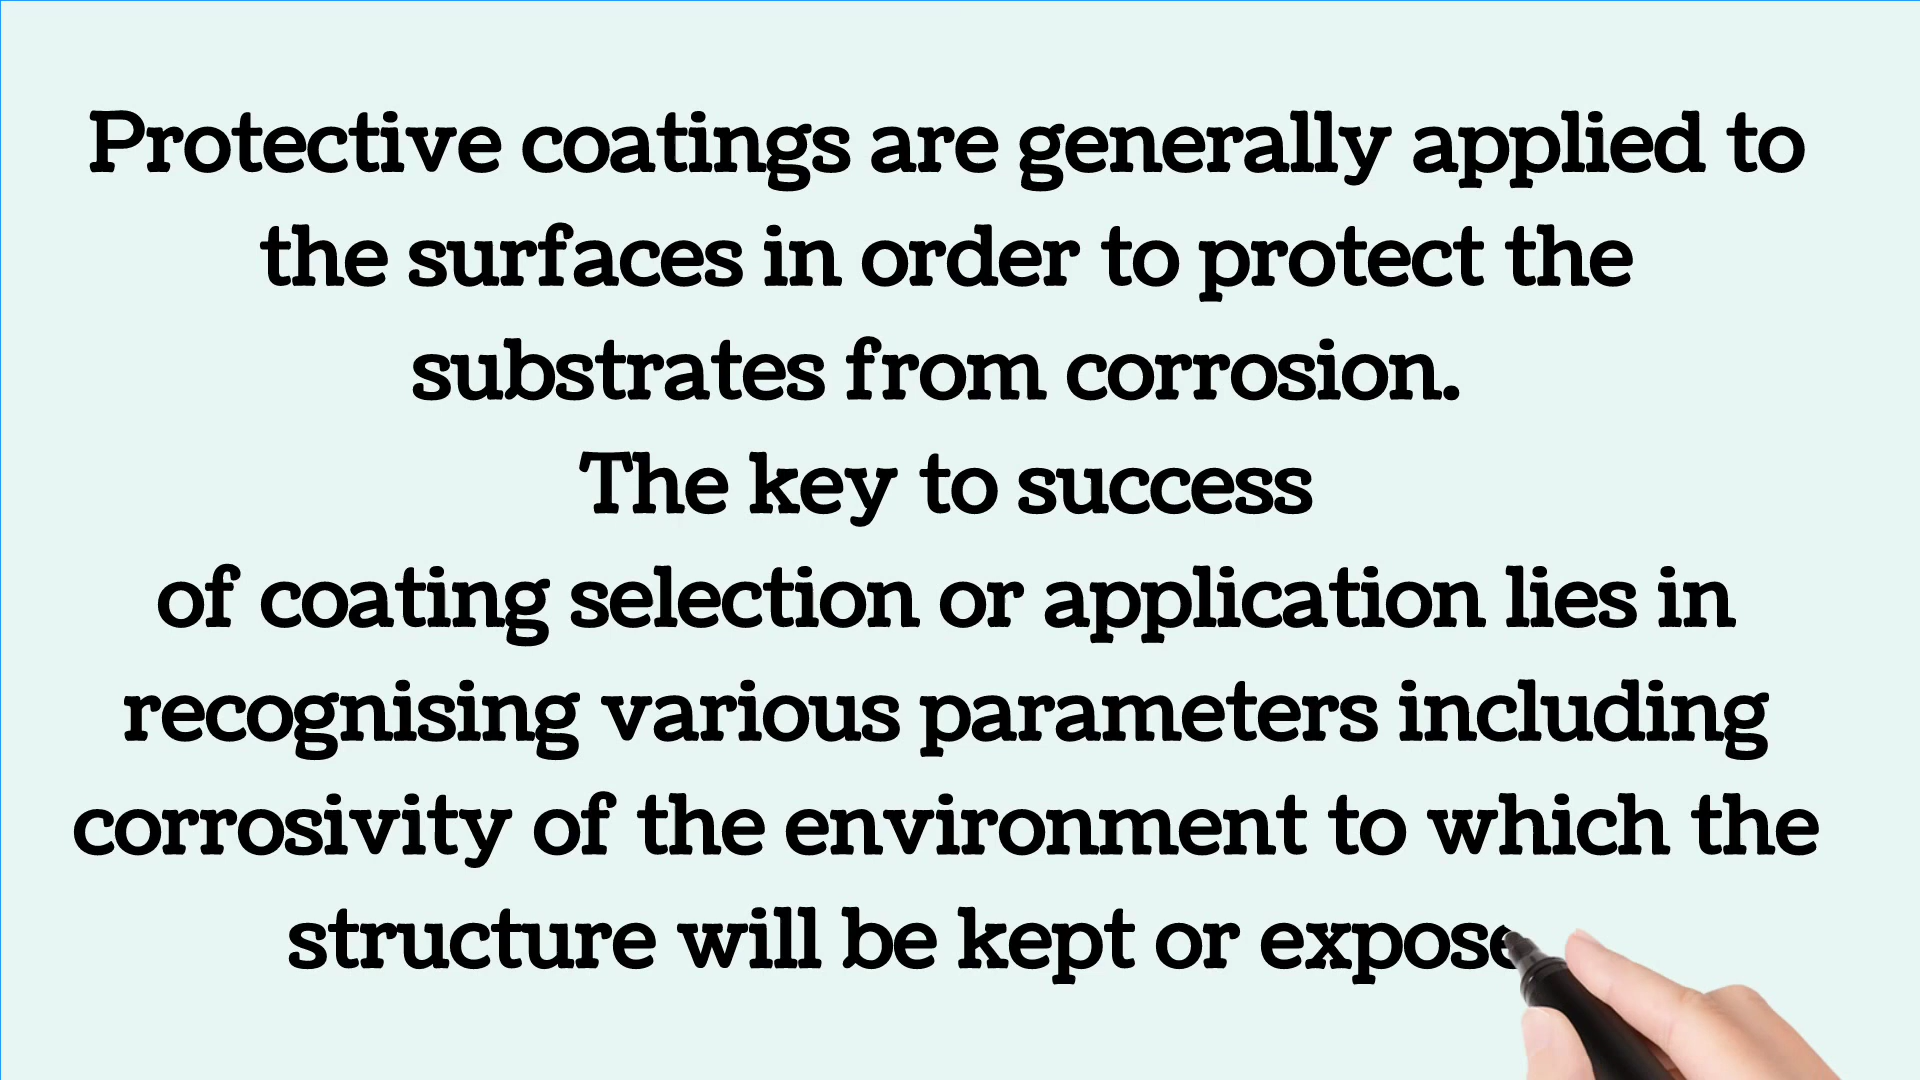 Protective coatings are generally applied to
the surfaces in order to protect the
substrates from corrosion.
The key to success
of coating selection or application lies in
recognising various parameters including
corrosivity of the environment to which the
structure will be kept or expose